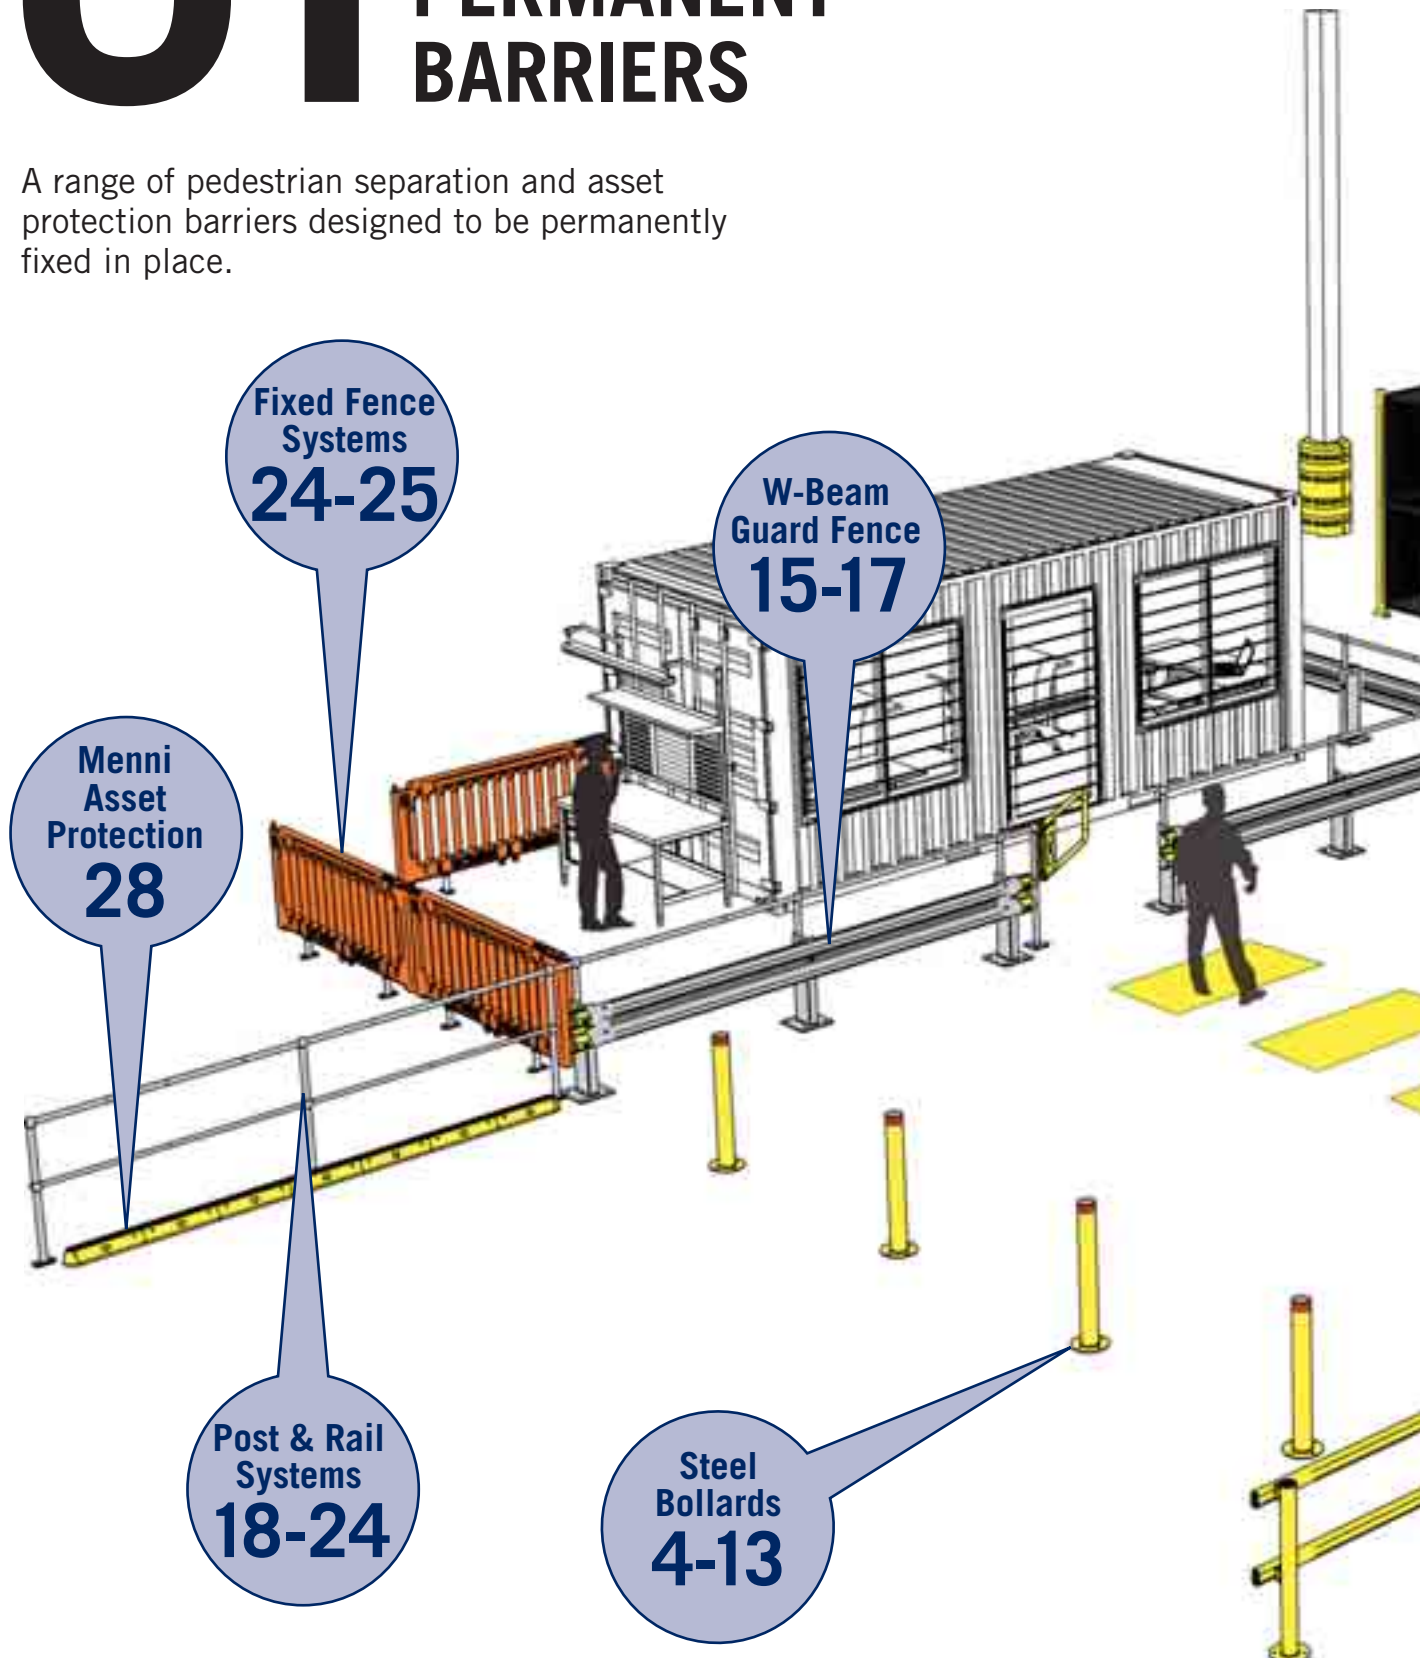 01
PERMANENT
BARRIERS
A range of pedestrian separation and asset
protection barriers designed to be permanently
fixed in place.
Fixed Fence
Systems
24-25
W-Beam
Guard Fence
15-17
Menni
Asset
Protection
28
Post & Rail
Systems
18-24
Steel
Bollards
4-13